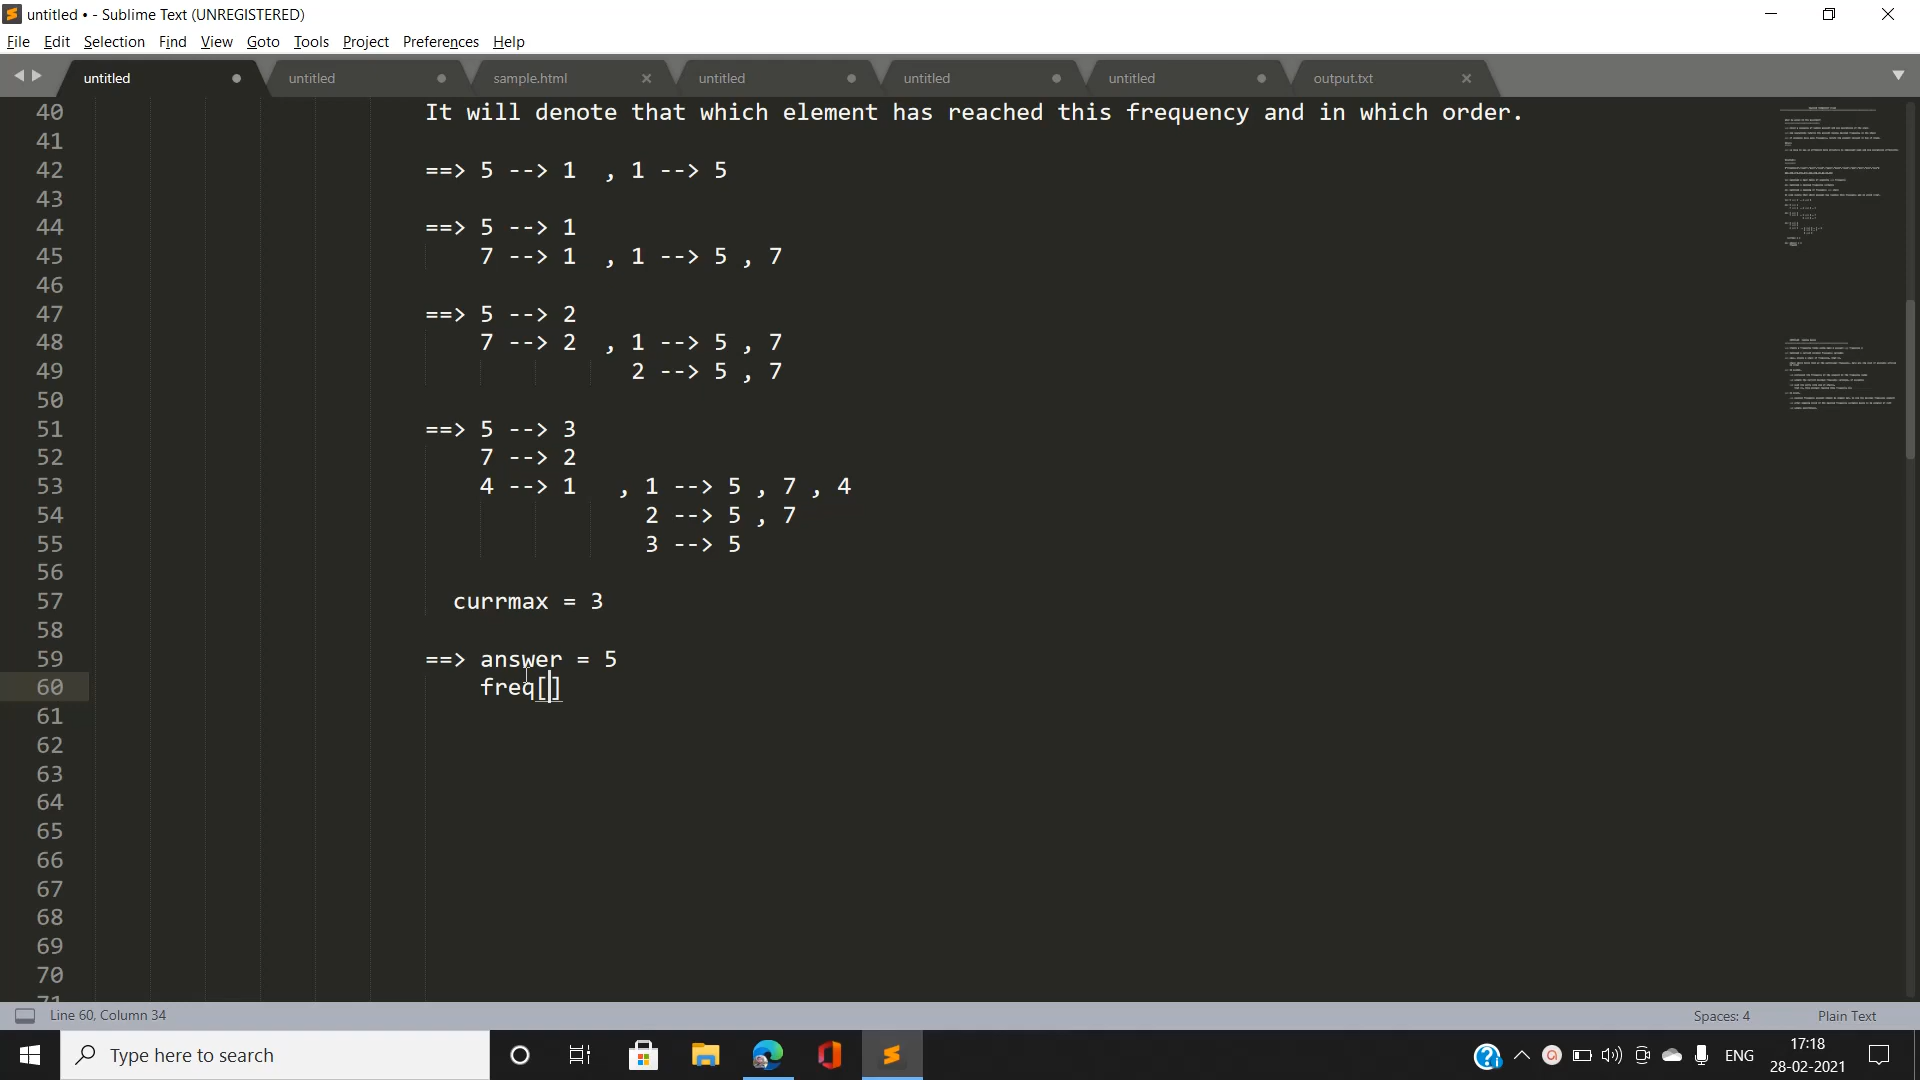 untitled • - Sublime Text (UNREGISTERED)
File Edit Selection Find View Goto Tools Project Preferences Help
untitled untitled sample.html untitled untitled untitled output.txt
40 It will denote that which element has reached this frequency and in which order.
41
42 ==> 5 --> 1 , 1 --> 5
43
44 ==> 5 --> 1
45 7 --> 1 , 1 --> 5 , 7
46
47 ==> 5 --> 2
48 7 --> 2 , 1 --> 5 , 7
49 2 --> 5 , 7
50
51 ==> 5 --> 3
52 7 --> 2
53 4 --> 1 , 1 --> 5 , 7 , 4
54 2 --> 5 , 7
55 3 --> 5
56
57 currmax = 3
58
59 ==> answer = 5
60 freq[]
61
62
63
64
65
66
67
68
69
70
71
Line 60, Column 34 Spaces: 4 Plain Text
Type here to search ENG 17:18
28-02-2021